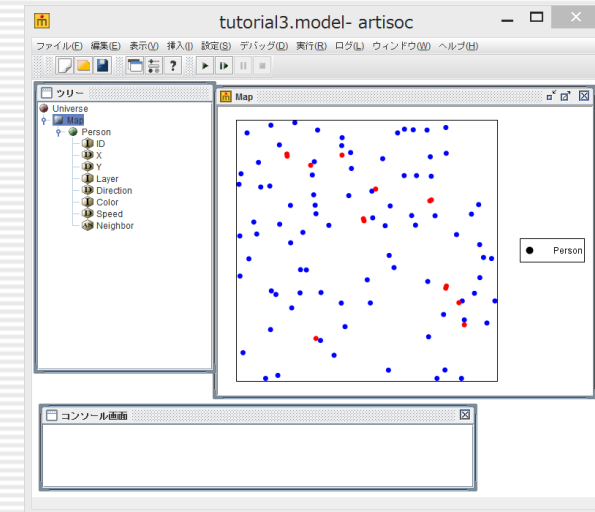 tutorial3.model- artisoc
ファイル(F) 編集(E) 表示(V) 挿入(I) 設定(S) デバッグ(D) 実行(R) ログ(L) ウィンドウ(W) ヘルプ(H)
ツリー
Universe
Map
Person
ID
X
Y
Layer
Direction
Color
Speed
Neighbor
Map
Person
コンソール画面